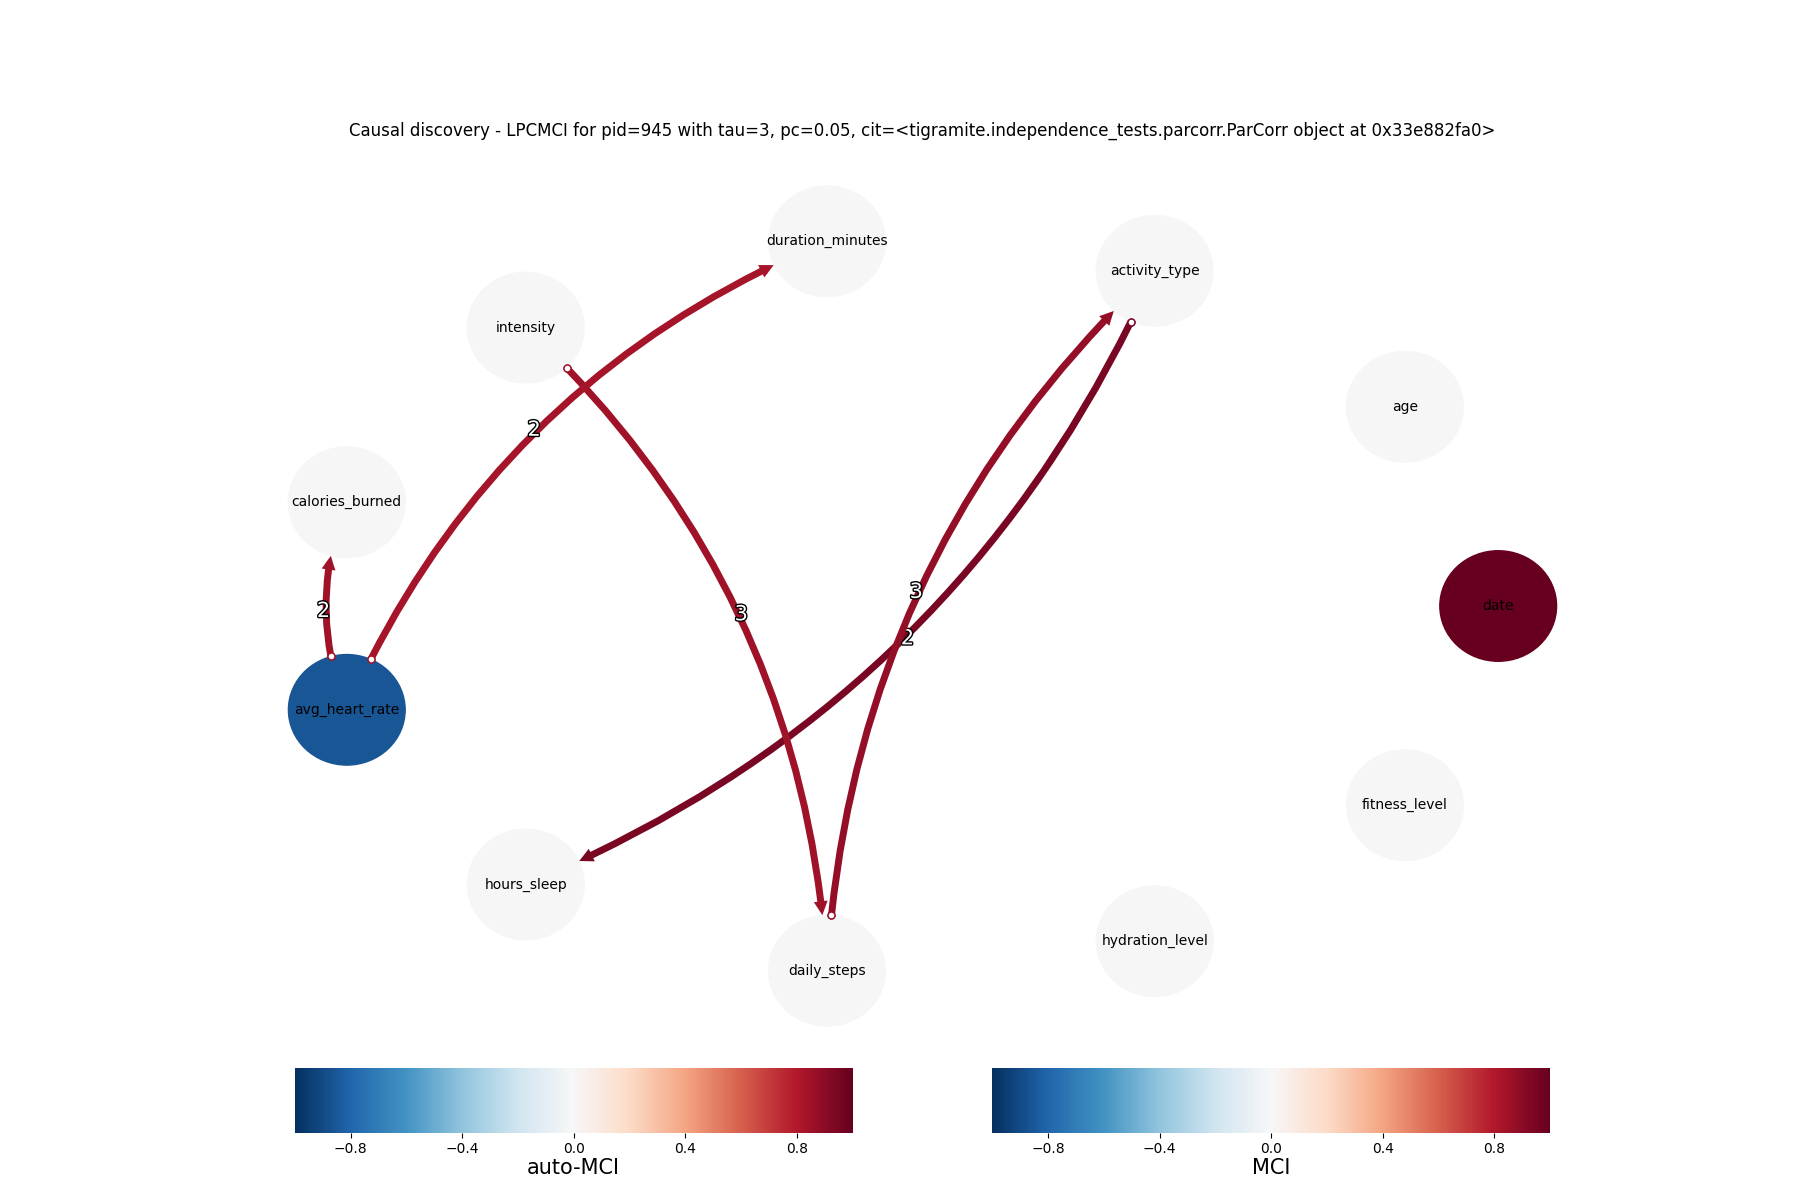 Causal discovery - LPCMCI for pid=945 with tau=3, pc=0.05, cit=<tigramite.independence_tests.parcorr.ParCorr object at 0x33e882fa0>
duration_minutes
activity_type
intensity
age
2
calories_burned
date
3
2
3
2
avg_heart_rate
fitness_level
hours_sleep
hydration_level
daily_steps
−0.8 −0.4 0.0 0.4 0.8
auto-MCI
−0.8 −0.4 0.0 0.4 0.8
MCI